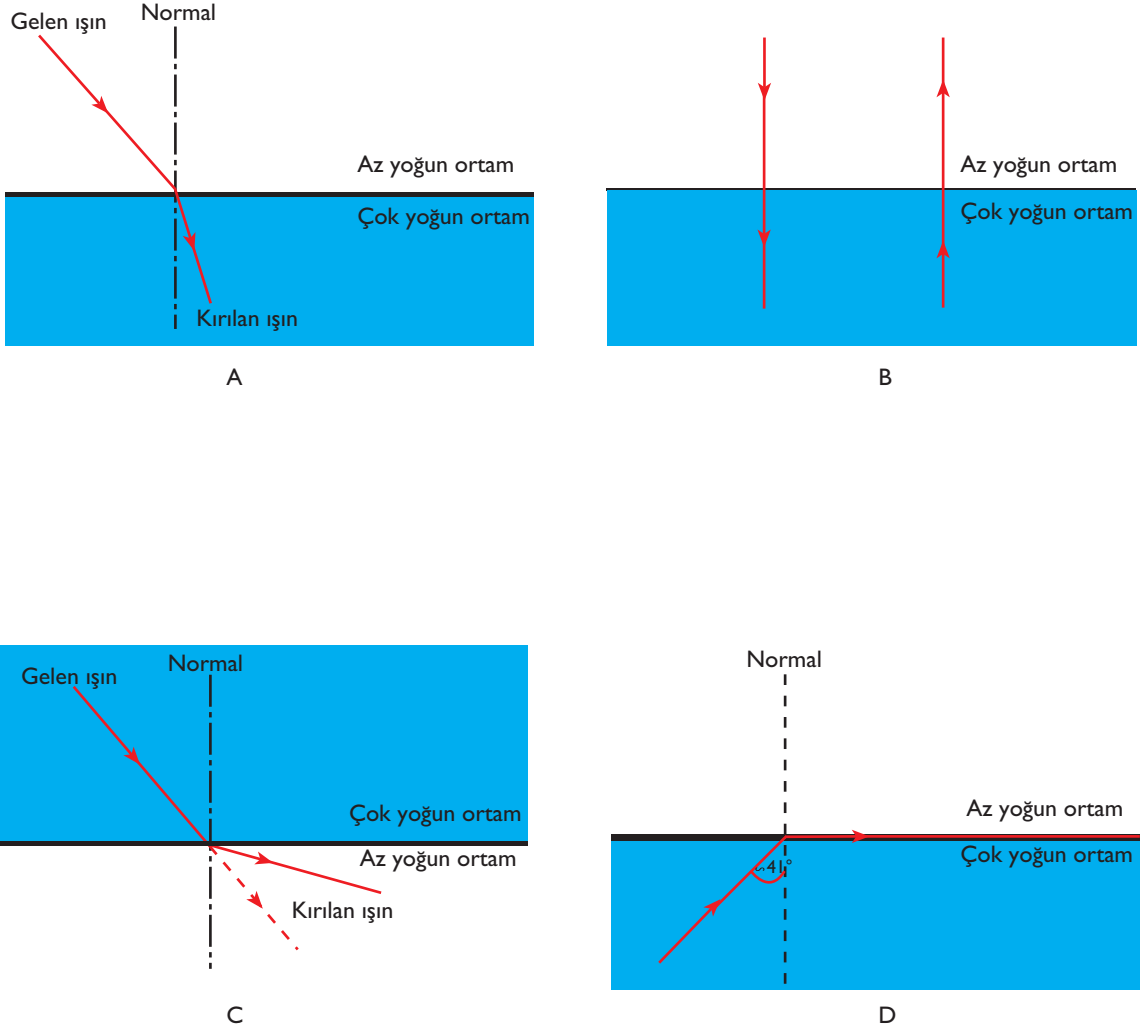 Gelen ışın
Normal
Az yoğun ortam
Çok yoğun ortam
Kırılan ışın
A
Az yoğun ortam
Çok yoğun ortam
B
Normal
Gelen ışın
Çok yoğun ortam
Az yoğun ortam
Kırılan ışın
C
Normal
Az yoğun ortam
Çok yoğun ortam
41°
D